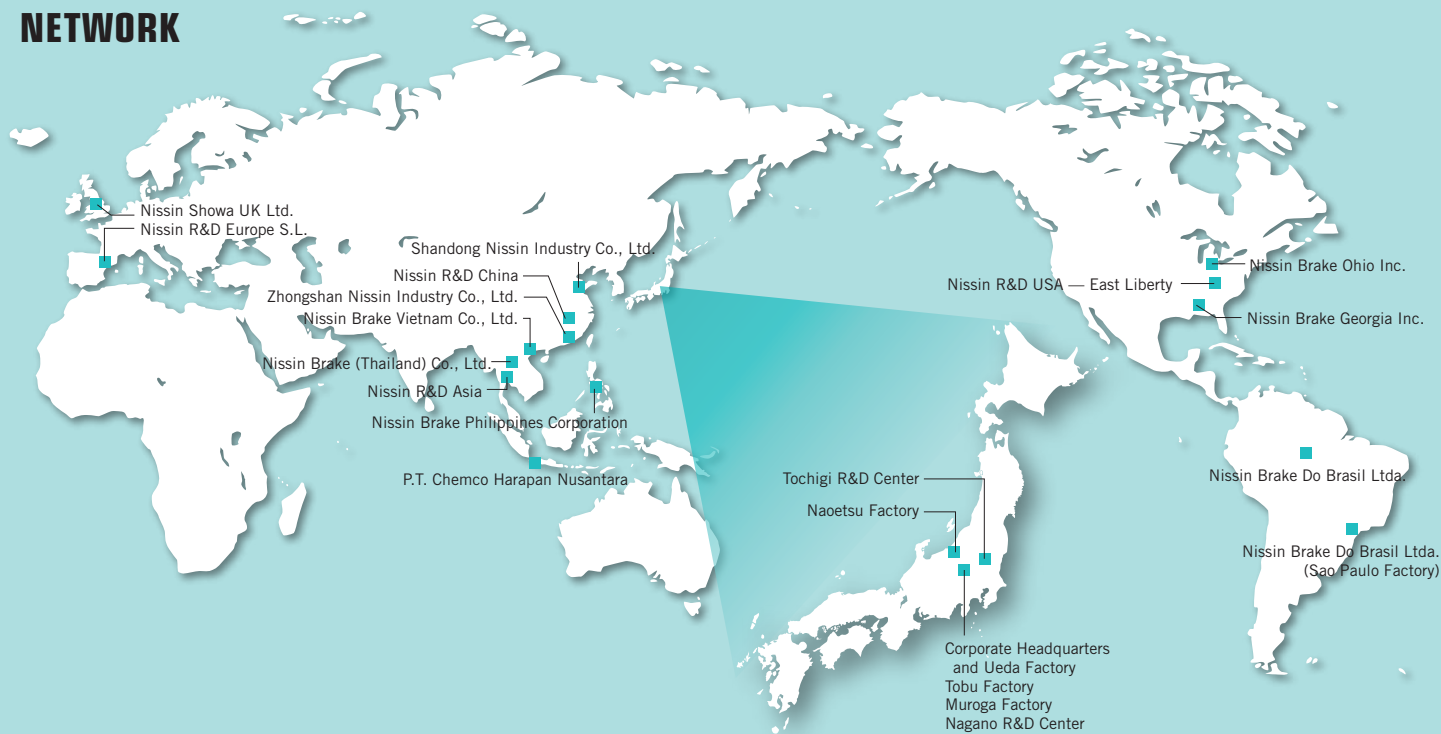 NETWORK
Nissin Showa UK Ltd.
Nissin R&D Europe S.L.
Shandong Nissin Industry Co., Ltd.
Nissin R&D China
Zhongshan Nissin Industry Co., Ltd.
Nissin Brake Vietnam Co., Ltd.
Nissin Brake (Thailand) Co., Ltd.
Nissin R&D Asia
Nissin Brake Philippines Corporation
P.T. Chemco Harapan Nusantara
Tochigi R&D Center
Naoetsu Factory
Corporate Headquarters
and Ueda Factory
Tobu Factory
Muroga Factory
Nagano R&D Center
Nissin Brake Ohio Inc.
Nissin R&D USA — East Liberty
Nissin Brake Georgia Inc.
Nissin Brake Do Brasil Ltda.
Nissin Brake Do Brasil Ltda.
(Sao Paulo Factory)